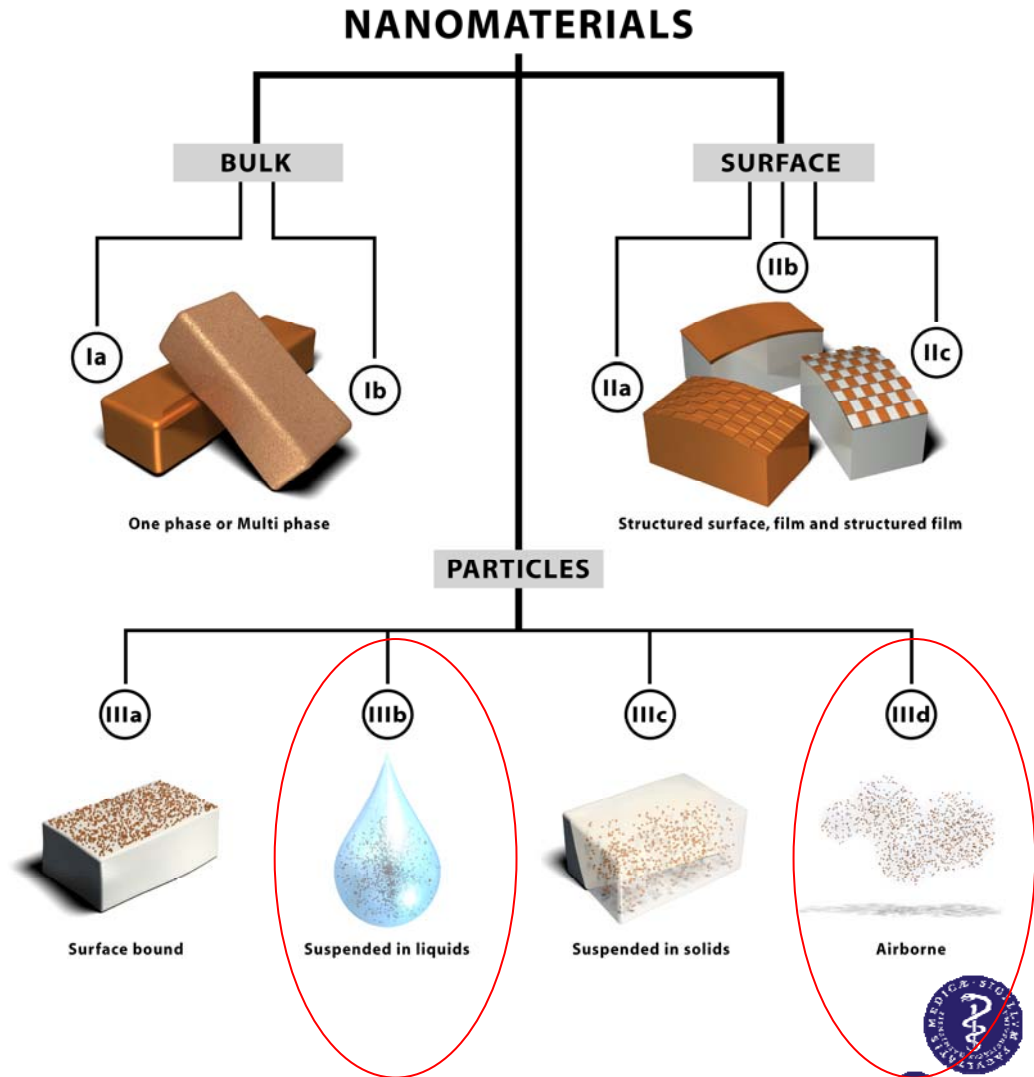 NANOMATERIALS
BULK
SURFACE
Ia
Ib
IIa
IIb
IIc
One phase or Multi phase
Structured surface, film and structured film
PARTICLES
IIIa
IIIb
IIIc
IIId
Surface bound
Suspended in liquids
Suspended in solids
Airborne
MEDICÆ